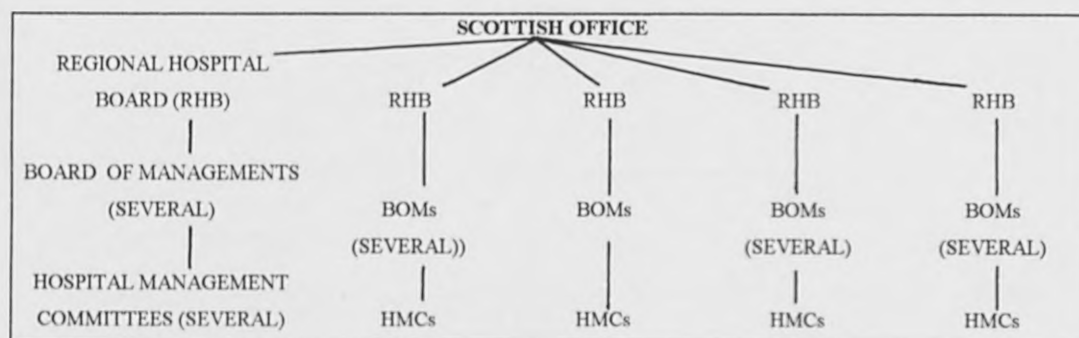 SCOTTISH OFFICE
REGIONAL HOSPITAL
BOARD (RHB) RHB RHB RHB RHB
BOARD OF MANAGEMENTS
(SEVERAL) BOMs BOMs BOMs BOMs
(SEVERAL)) (SEVERAL) (SEVERAL)
HOSPITAL MANAGEMENT
COMMITTEES (SEVERAL) HMCs HMCs HMCs HMCs